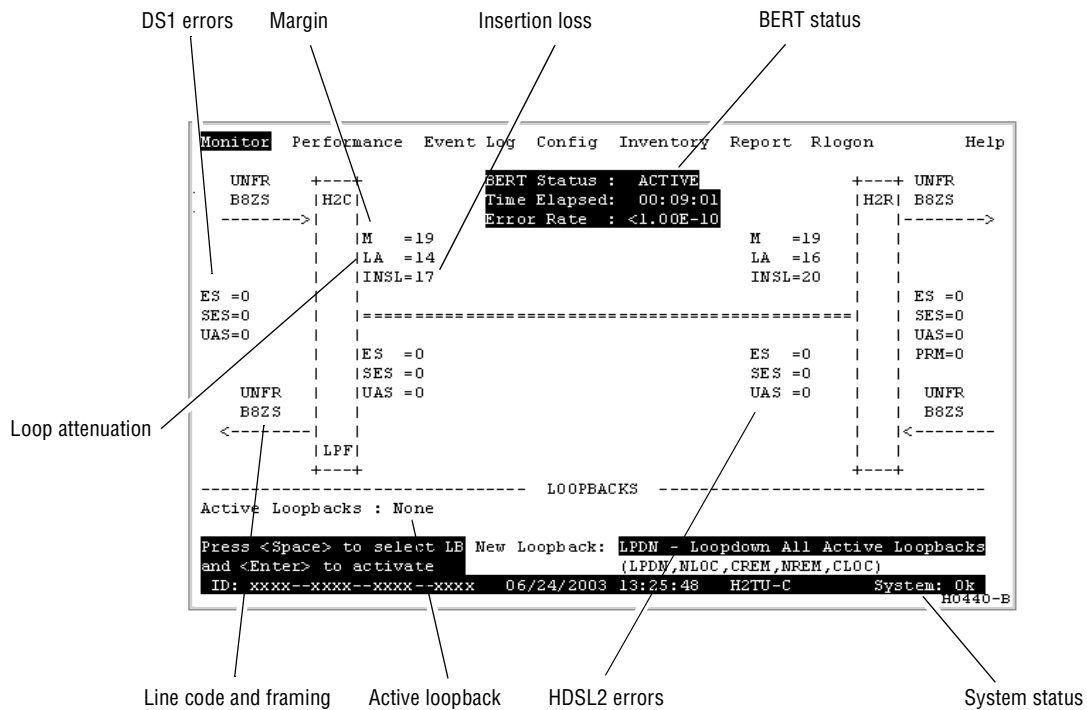 DS1 errors Margin Insertion loss BERT status
Monitor Performance Event Log Config Inventory Report Rlogon Help
UNFR +---+ BERT Status : ACTIVE +---+ UNFR
B8ZS |H2C| Time Elapsed: 00:09:01 |H2R| B8ZS
-------->| | Error Rate : <1.00E-10 | |-------->
| |M =19 M =19 | |
| |LA =14 LA =16 | |
| |INSL=17 INSL=20 | |
ES =0 | | | | ES =0
SES=0 | |==================================================| | SES=0
UAS=0 | | | | UAS=0
| |ES =0 ES =0 | | PRM=0
| |SES =0 SES =0 | |
UNFR | |UAS =0 UAS =0 | | UNFR
B8ZS | | | | B8ZS
Loop attenuation
<--------| | | |<--------
|LPF| | |
+---+ +---+
------------------------------ LOOPBACKS ------------------------------
Active Loopbacks : None
Press <Space> to select LB New Loopback: LPDN - Loopdown All Active Loopbacks
and <Enter> to activate (LPDN,NLOC,CREM,NREM,CLOC)
ID: xxxx--xxxx--xxxx--xxxx 06/24/2003 13:25:48 H2TU-C System: Ok
H0440-B
Line code and framing Active loopback HDSL2 errors System status